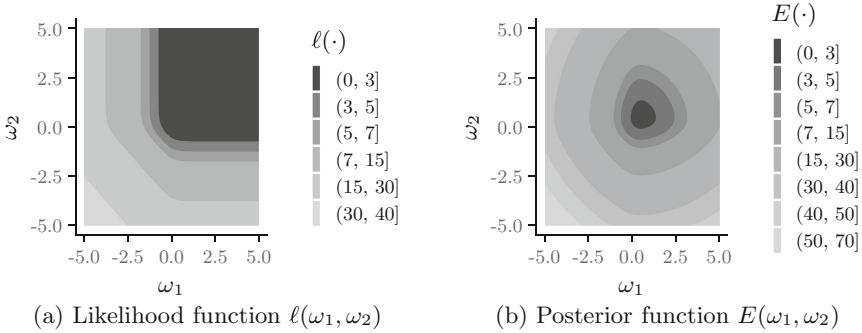 ℓ(·)
5.0
2.5
0.0
-2.5
-5.0
ω2
-5.0 -2.5 0.0 2.5 5.0
ω1
(0, 3]
(3, 5]
(5, 7]
(7, 15]
(15, 30]
(30, 40]
(a) Likelihood function ℓ(ω1, ω2)
E(·)
5.0
2.5
0.0
-2.5
-5.0
ω2
-5.0 -2.5 0.0 2.5 5.0
ω1
(0, 3]
(3, 5]
(5, 7]
(7, 15]
(15, 30]
(30, 40]
(40, 50]
(50, 70]
(b) Posterior function E(ω1, ω2)